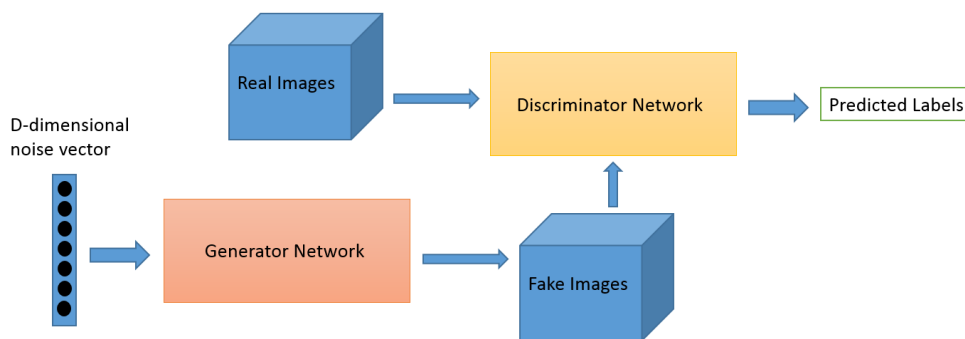 Real Images
Discriminator Network
Predicted Labels
D-dimensional
noise vector
Generator Network
Fake Images